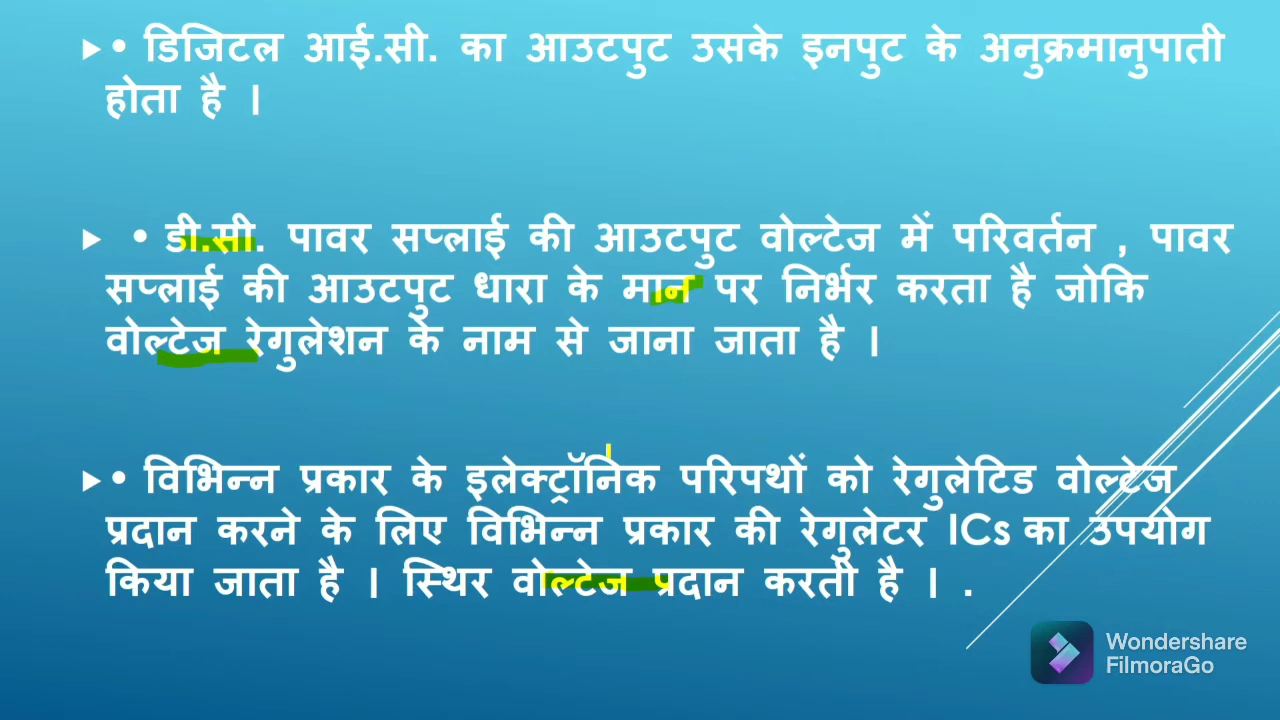 • डिजिटल आई.सी. का आउटपुट उसके इनपुट के अनुक्रमानुपाती
होता है ।
• डी.सी. पावर सप्लाई की आउटपुट वोल्टेज में परिवर्तन , पावर
सप्लाई की आउटपुट धारा के मान पर निर्भर करता है जोकि
वोल्टेज रेगुलेशन के नाम से जाना जाता है ।
• विभिन्न प्रकार के इलेक्ट्रॉनिक परिपथों को रेगुलेटिड वोल्टेज
प्रदान करने के लिए विभिन्न प्रकार की रेगुलेटर ICs का उपयोग
किया जाता है । स्थिर वोल्टेज प्रदान करती है । .
Wondershare
FilmoraGo